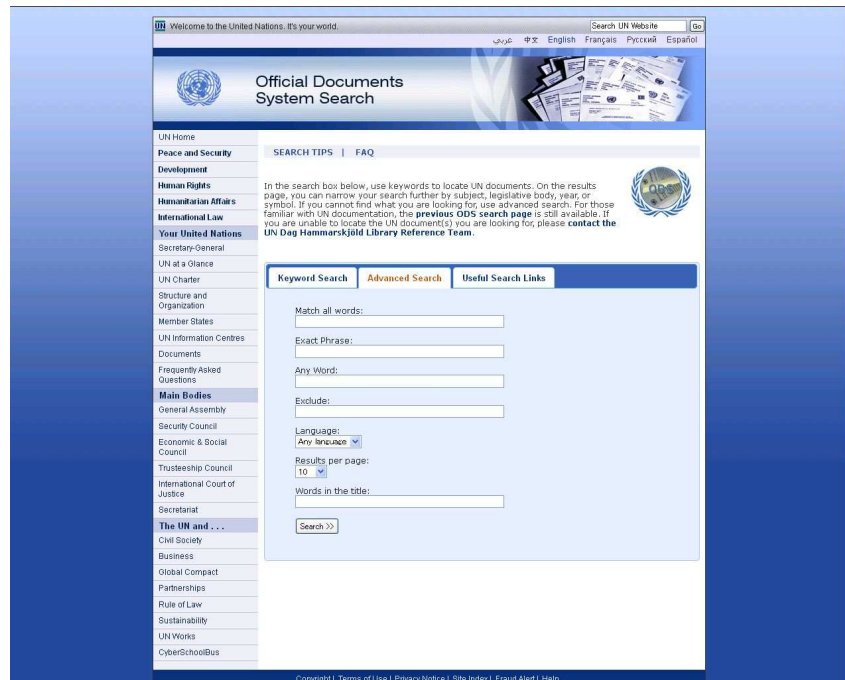 UN Welcome to the United Nations. It's your world.
Search UN Website Go
عربي 中文 English Français Русский Español
Official Documents
System Search
UN Home
Peace and Security
Development
Human Rights
Humanitarian Affairs
International Law
Your United Nations
Secretary-General
UN at a Glance
UN Charter
Structure and
Organization
Member States
UN Information Centres
Documents
Frequently Asked
Questions
Main Bodies
General Assembly
Security Council
Economic & Social
Council
Trusteeship Council
International Court of
Justice
Secretariat
The UN and . . .
Civil Society
Business
Global Compact
Partnerships
Rule of Law
Sustainability
UN Works
CyberSchoolBus
SEARCH TIPS | FAQ
In the search box below, use keywords to locate UN documents. On the results
page, you can narrow your search further by subject, legislative body, year, or
symbol. If you cannot find what you are looking for, use advanced search. For those
familiar with UN documentation, the previous ODS search page is still available. If
you are unable to locate the UN document(s) you are looking for, please contact the
UN Dag Hammarskjöld Library Reference Team.
ODS
Keyword Search Advanced Search Useful Search Links
Match all words:
Exact Phrase:
Any Word:
Exclude:
Language:
Any language
Results per page:
10
Words in the title:
Search >>
Copyright | Terms of Use | Privacy Notice | Site Index | Fraud Alert | Help